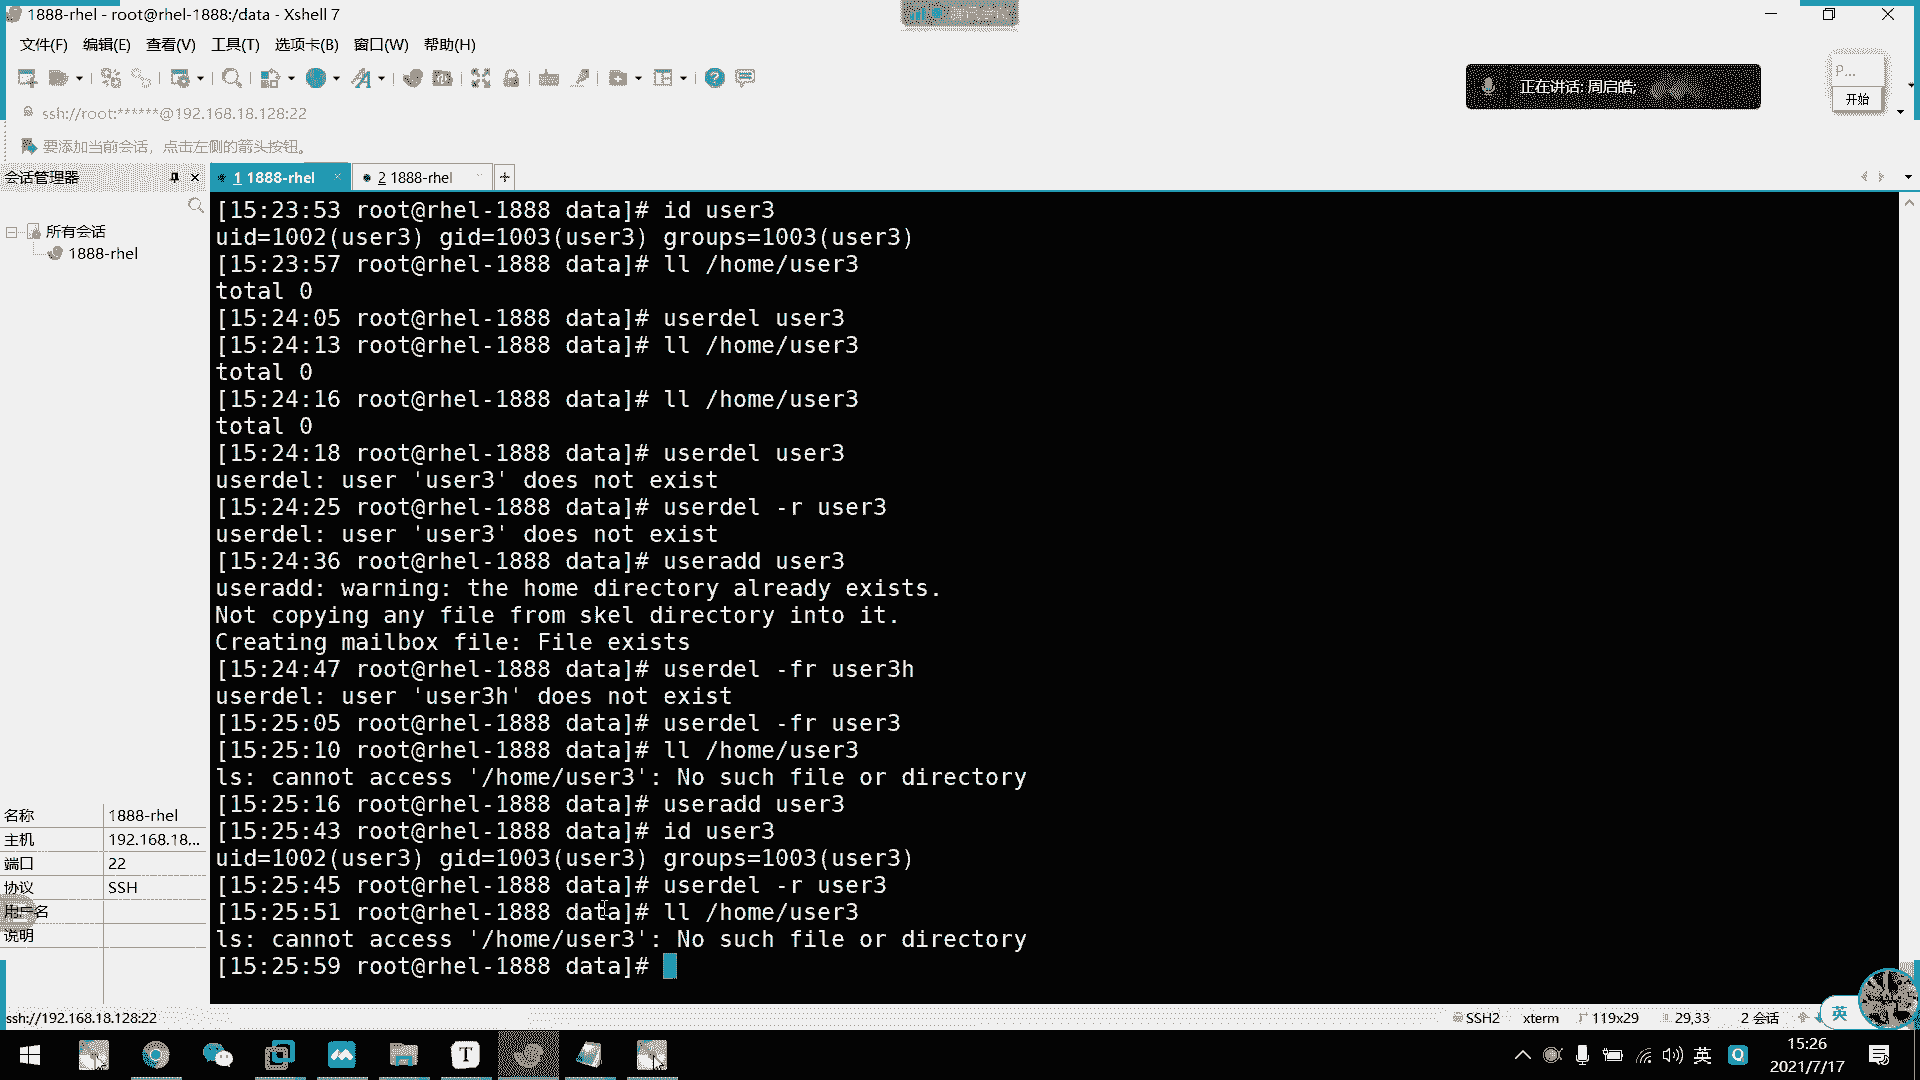 1888-rhel - root@rhel-1888:/data - Xshell 7
文件(F) 编辑(E) 查看(V) 工具(T) 选项卡(B) 窗口(W) 帮助(H)
正在讲话: 周启皓;
P...
开始
ssh://root:******@192.168.18.128:22
要添加当前会话，点击左侧的箭头按钮。
会话管理器
1 1888-rhel
2 1888-rhel
所有会话
1888-rhel
[15:23:53 root@rhel-1888 data]# id user3
uid=1002(user3) gid=1003(user3) groups=1003(user3)
[15:23:57 root@rhel-1888 data]# ll /home/user3
total 0
[15:24:05 root@rhel-1888 data]# userdel user3
[15:24:13 root@rhel-1888 data]# ll /home/user3
total 0
[15:24:16 root@rhel-1888 data]# ll /home/user3
total 0
[15:24:18 root@rhel-1888 data]# userdel user3
userdel: user 'user3' does not exist
[15:24:25 root@rhel-1888 data]# userdel -r user3
userdel: user 'user3' does not exist
[15:24:36 root@rhel-1888 data]# useradd user3
useradd: warning: the home directory already exists.
Not copying any file from skel directory into it.
Creating mailbox file: File exists
[15:24:47 root@rhel-1888 data]# userdel -fr user3h
userdel: user 'user3h' does not exist
[15:25:05 root@rhel-1888 data]# userdel -fr user3
[15:25:10 root@rhel-1888 data]# ll /home/user3
ls: cannot access '/home/user3': No such file or directory
[15:25:16 root@rhel-1888 data]# useradd user3
[15:25:43 root@rhel-1888 data]# id user3
uid=1002(user3) gid=1003(user3) groups=1003(user3)
[15:25:45 root@rhel-1888 data]# userdel -r user3
[15:25:51 root@rhel-1888 data]# ll /home/user3
ls: cannot access '/home/user3': No such file or directory
[15:25:59 root@rhel-1888 data]#
名称 1888-rhel
主机 192.168.18...
端口 22
协议 SSH
用户名
说明
ssh://192.168.18.128:22
SSH2 xterm 119x29 29,33 2 会话
英
英
15:26
2021/7/17